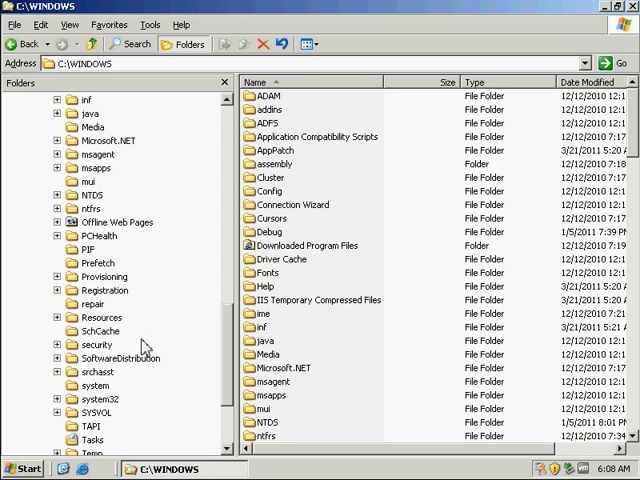 C:\WINDOWS
File Edit View Favorites Tools Help
Back Search Folders
Address C:\WINDOWS Go
Folders
inf
java
Media
Microsoft.NET
msagent
msapps
mui
NTDS
ntfrs
Offline Web Pages
PCHealth
PIF
Prefetch
Provisioning
Registration
repair
Resources
SchCache
security
SoftwareDistribution
srchasst
system
system32
SYSVOL
TAPI
Tasks
Temp
Name Size Type Date Modified
ADAM File Folder 12/12/2010 12:1
addins File Folder 12/12/2010 12:1
ADFS File Folder 12/12/2010 12:1
Application Compatibility Scripts File Folder 12/12/2010 7:17
AppPatch File Folder 3/21/2011 5:20
assembly Folder 12/12/2010 7:18
Cluster File Folder 12/12/2010 7:17
Config File Folder 12/12/2010 12:1
Connection Wizard File Folder 12/12/2010 12:1
Cursors File Folder 12/12/2010 7:17
Debug File Folder 1/5/2011 7:39 P
Downloaded Program Files Folder 12/12/2010 12:1
Driver Cache File Folder 12/12/2010 12:1
Fonts File Folder 12/12/2010 7:17
Help File Folder 3/21/2011 5:20
IIS Temporary Compressed Files File Folder 3/21/2011 5:20
ime File Folder 12/12/2010 7:21
inf File Folder 3/21/2011 5:21
java File Folder 12/12/2010 12:1
Media File Folder 12/12/2010 12:1
Microsoft.NET File Folder 12/12/2010 7:17
msagent File Folder 12/12/2010 12:1
msapps File Folder 12/12/2010 12:1
mui File Folder 12/12/2010 12:1
NTDS File Folder 1/5/2011 8:01 P
ntfrs File Folder 12/12/2010 7:34
Start C:\WINDOWS 6:08 AM